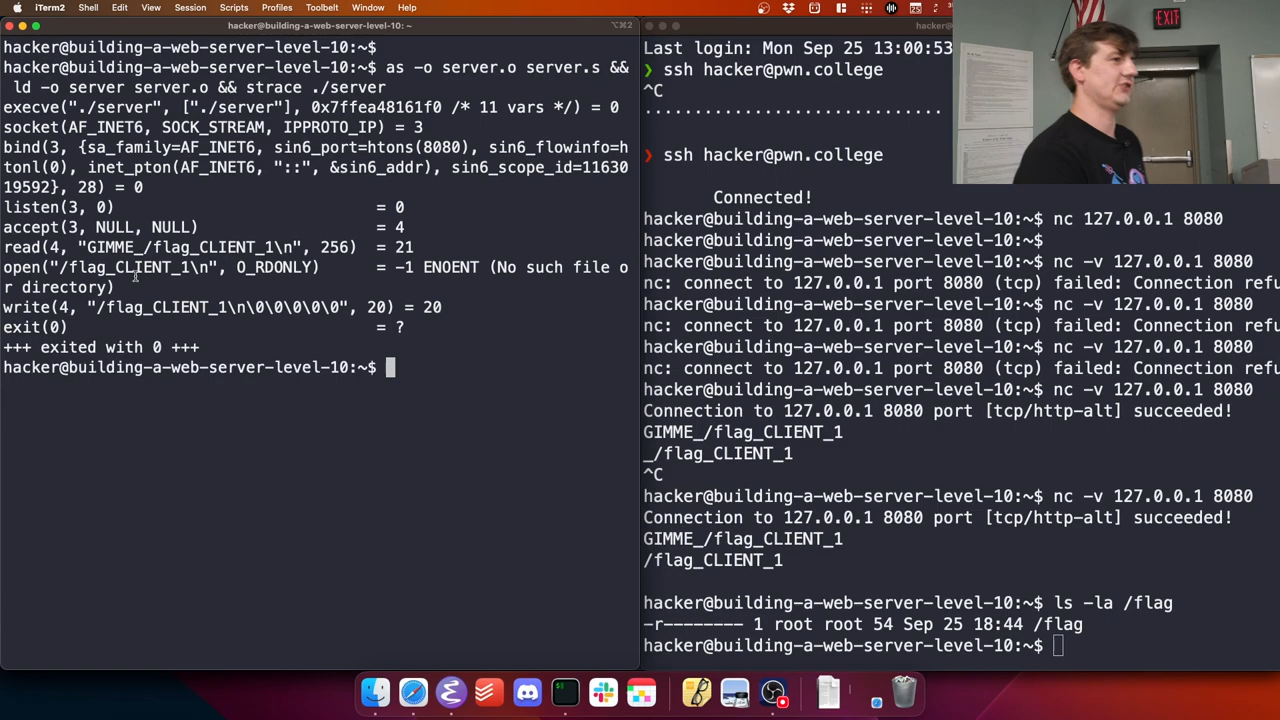 iTerm2 Shell Edit View Session Scripts Profiles Toolbelt Window Help
hacker@building-a-web-server-level-10: ~
⌥⌘2
hacker@building-a-web-server-level-10:~$
hacker@building-a-web-server-level-10:~$ as -o server.o server.s &&
ld -o server server.o && strace ./server
execve("./server", ["./server"], 0x7ffea48161f0 /* 11 vars */) = 0
socket(AF_INET6, SOCK_STREAM, IPPROTO_IP) = 3
bind(3, {sa_family=AF_INET6, sin6_port=htons(8080), sin6_flowinfo=h
tonl(0), inet_pton(AF_INET6, "::", &sin6_addr), sin6_scope_id=11630
19592}, 28) = 0
listen(3, 0) = 0
accept(3, NULL, NULL) = 4
read(4, "GIMME_/flag_CLIENT_1\n", 256) = 21
open("/flag_CLIENT_1\n", O_RDONLY) = -1 ENOENT (No such file o
r directory)
write(4, "/flag_CLIENT_1\n\0\0\0\0\0", 20) = 20
exit(0) = ?
+++ exited with 0 +++
hacker@building-a-web-server-level-10:~$
hacker@building-a
Last login: Mon Sep 25 13:00:53
❯ ssh hacker@pwn.college
^C
.................................
❯ ssh hacker@pwn.college
Connected!
hacker@building-a-web-server-level-10:~$ nc 127.0.0.1 8080
hacker@building-a-web-server-level-10:~$
hacker@building-a-web-server-level-10:~$ nc -v 127.0.0.1 8080
nc: connect to 127.0.0.1 port 8080 (tcp) failed: Connection refu
hacker@building-a-web-server-level-10:~$ nc -v 127.0.0.1 8080
nc: connect to 127.0.0.1 port 8080 (tcp) failed: Connection refu
hacker@building-a-web-server-level-10:~$ nc -v 127.0.0.1 8080
nc: connect to 127.0.0.1 port 8080 (tcp) failed: Connection refu
hacker@building-a-web-server-level-10:~$ nc -v 127.0.0.1 8080
Connection to 127.0.0.1 8080 port [tcp/http-alt] succeeded!
GIMME_/flag_CLIENT_1
_/flag_CLIENT_1
^C
hacker@building-a-web-server-level-10:~$ nc -v 127.0.0.1 8080
Connection to 127.0.0.1 8080 port [tcp/http-alt] succeeded!
GIMME_/flag_CLIENT_1
/flag_CLIENT_1
hacker@building-a-web-server-level-10:~$ ls -la /flag
-r-------- 1 root root 54 Sep 25 18:44 /flag
hacker@building-a-web-server-level-10:~$
EXIT